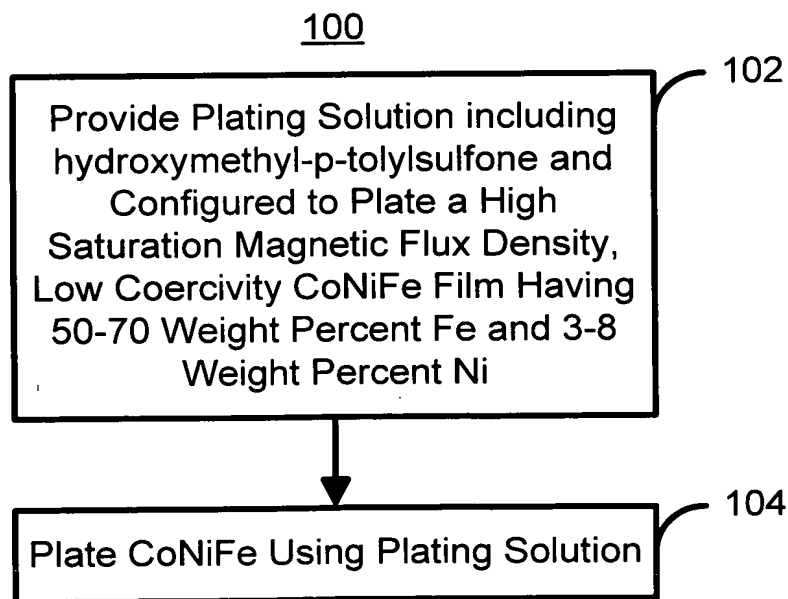 100
102
Provide Plating Solution including
hydroxymethyl-p-tolylsulfone and
Configured to Plate a High
Saturation Magnetic Flux Density,
Low Coercivity CoNiFe Film Having
50-70 Weight Percent Fe and 3-8
Weight Percent Ni
104
Plate CoNiFe Using Plating Solution